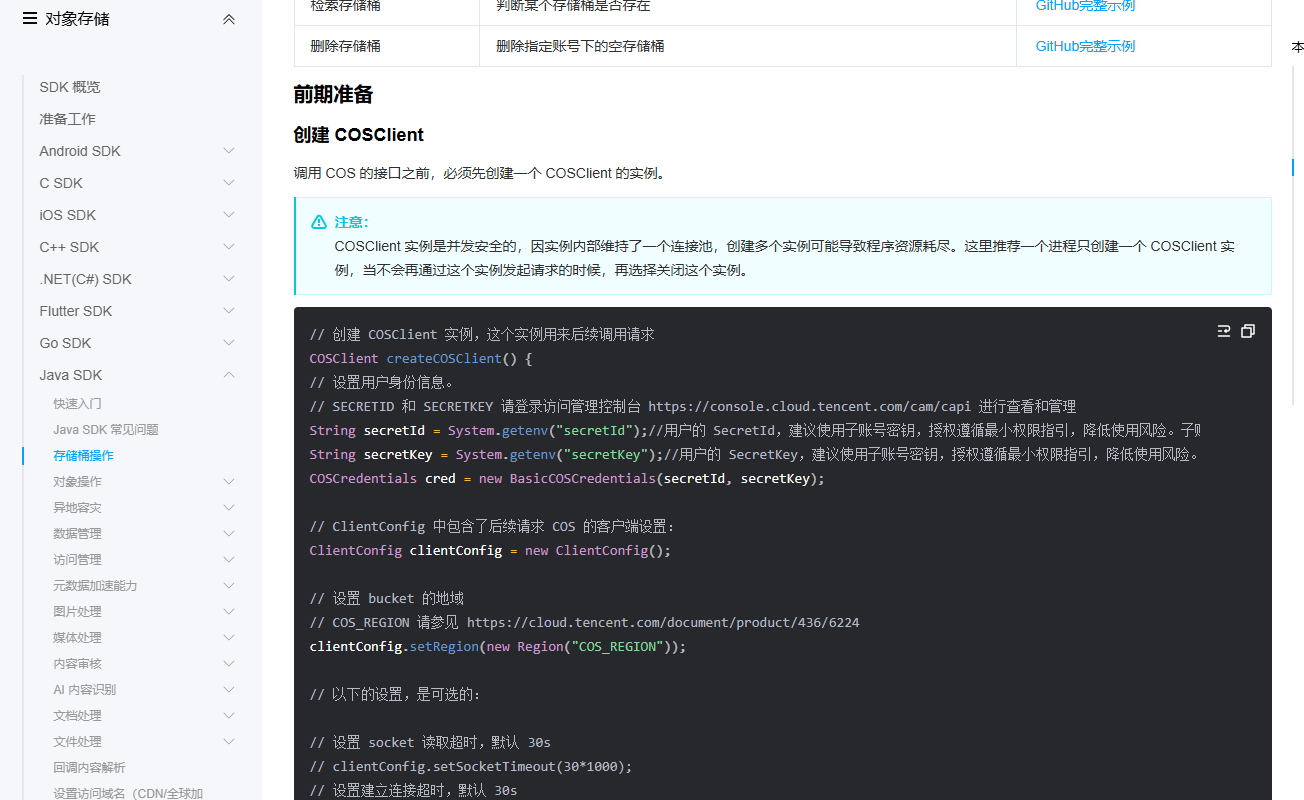 对象存储
SDK 概览
准备工作
Android SDK
C SDK
iOS SDK
C++ SDK
.NET(C#) SDK
Flutter SDK
Go SDK
Java SDK
快速入门
Java SDK 常见问题
存储桶操作
对象操作
异地容灾
数据管理
访问管理
元数据加速能力
图片处理
媒体处理
内容审核
AI 内容识别
文档处理
文件处理
回调内容解析
设置访问域名（CDN/全球加
检索存储桶 判断某个存储桶是否存在 GitHub完整示例
删除存储桶 删除指定账号下的空存储桶 GitHub完整示例
前期准备
创建 COSClient
调用 COS 的接口之前，必须先创建一个 COSClient 的实例。
注意：
COSClient 实例是并发安全的，因实例内部维持了一个连接池，创建多个实例可能导致程序资源耗尽。这里推荐一个进程只创建一个 COSClient 实
例，当不会再通过这个实例发起请求的时候，再选择关闭这个实例。
// 创建 COSClient 实例，这个实例用来后续调用请求
COSClient createCOSClient() {
// 设置用户身份信息。
// SECRETID 和 SECRETKEY 请登录访问管理控制台 https://console.cloud.tencent.com/cam/capi 进行查看和管理
String secretId = System.getenv("secretId");//用户的 SecretId，建议使用子账号密钥，授权遵循最小权限指引，降低使用风险。子账
String secretKey = System.getenv("secretKey");//用户的 SecretKey，建议使用子账号密钥，授权遵循最小权限指引，降低使用风险。
COSCredentials cred = new BasicCOSCredentials(secretId, secretKey);
// ClientConfig 中包含了后续请求 COS 的客户端设置：
ClientConfig clientConfig = new ClientConfig();
// 设置 bucket 的地域
// COS_REGION 请参见 https://cloud.tencent.com/document/product/436/6224
clientConfig.setRegion(new Region("COS_REGION"));
// 以下的设置，是可选的：
// 设置 socket 读取超时，默认 30s
// clientConfig.setSocketTimeout(30*1000);
// 设置建立连接超时，默认 30s
本